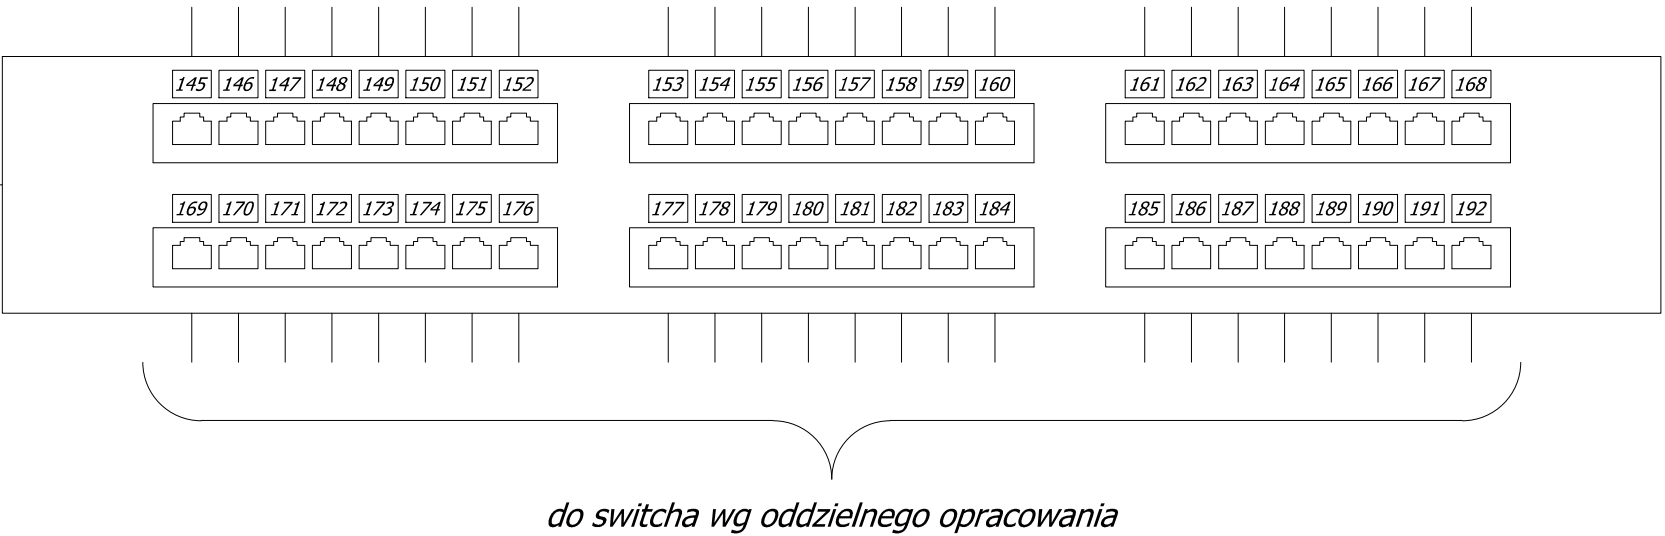 145 146 147 148 149 150 151 152 153 154 155 156 157 158 159 160 161 162 163 164 165 166 167 168
169 170 171 172 173 174 175 176 177 178 179 180 181 182 183 184 185 186 187 188 189 190 191 192
do switcha wg oddzielnego opracowania